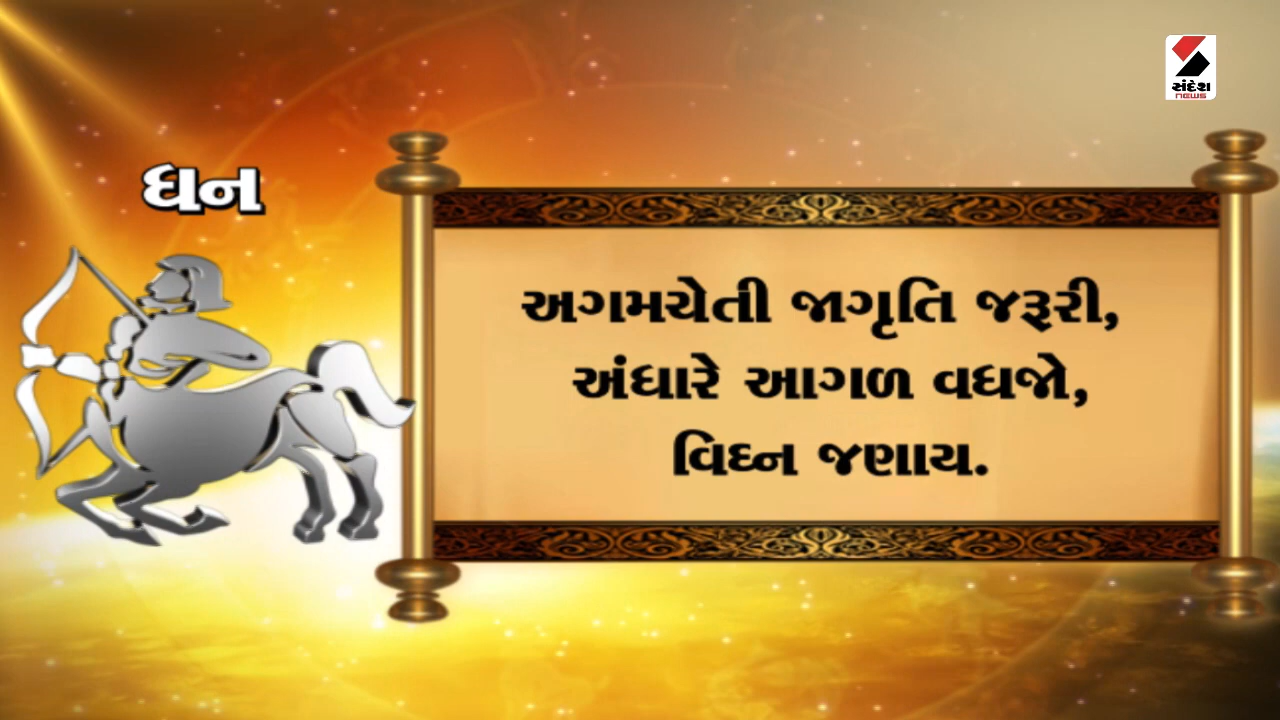 સંદેશ
NEWS
ધન
અગમચેતી જાગૃતિ જરૂરી,
અંધારે આગળ વધજો,
વિઘ્ન જણાય.